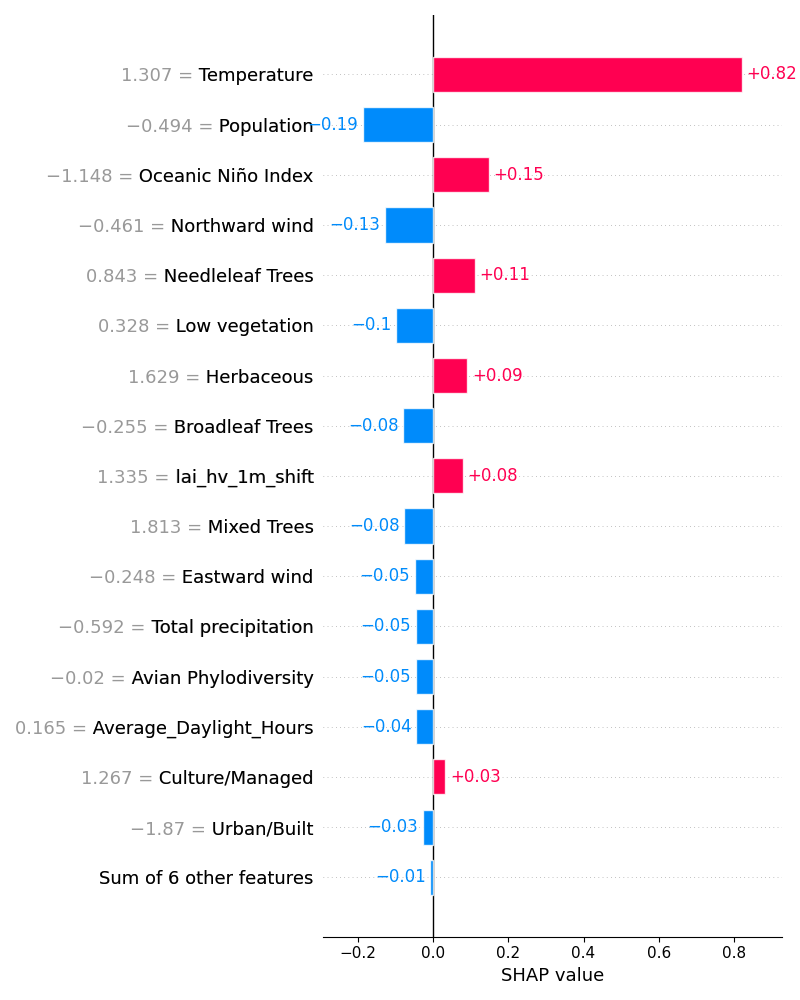 1.307 = Temperature +0.82
−0.494 = Population −0.19
−1.148 = Oceanic Niño Index +0.15
−0.461 = Northward wind −0.13
0.843 = Needleleaf Trees +0.11
0.328 = Low vegetation −0.1
1.629 = Herbaceous +0.09
−0.255 = Broadleaf Trees −0.08
1.335 = lai_hv_1m_shift +0.08
1.813 = Mixed Trees −0.08
−0.248 = Eastward wind −0.05
−0.592 = Total precipitation −0.05
−0.02 = Avian Phylodiversity −0.05
0.165 = Average_Daylight_Hours −0.04
1.267 = Culture/Managed +0.03
−1.87 = Urban/Built −0.03
Sum of 6 other features −0.01
−0.2 0.0 0.2 0.4 0.6 0.8
SHAP value